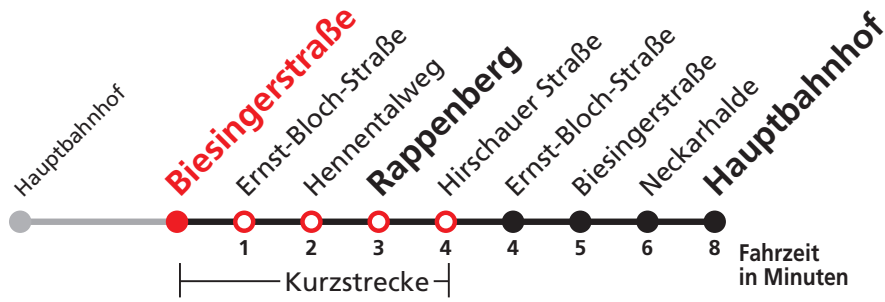 Hauptbahnhof
Biesingerstraße
Ernst-Bloch-Straße
Hennentalweg
Rappenberg
Hirschauer Straße
Ernst-Bloch-Straße
Biesingerstraße
Neckarhalde
Hauptbahnhof
1 2 3 4 4 5 6 8
Fahrzeit
in Minuten
Kurzstrecke